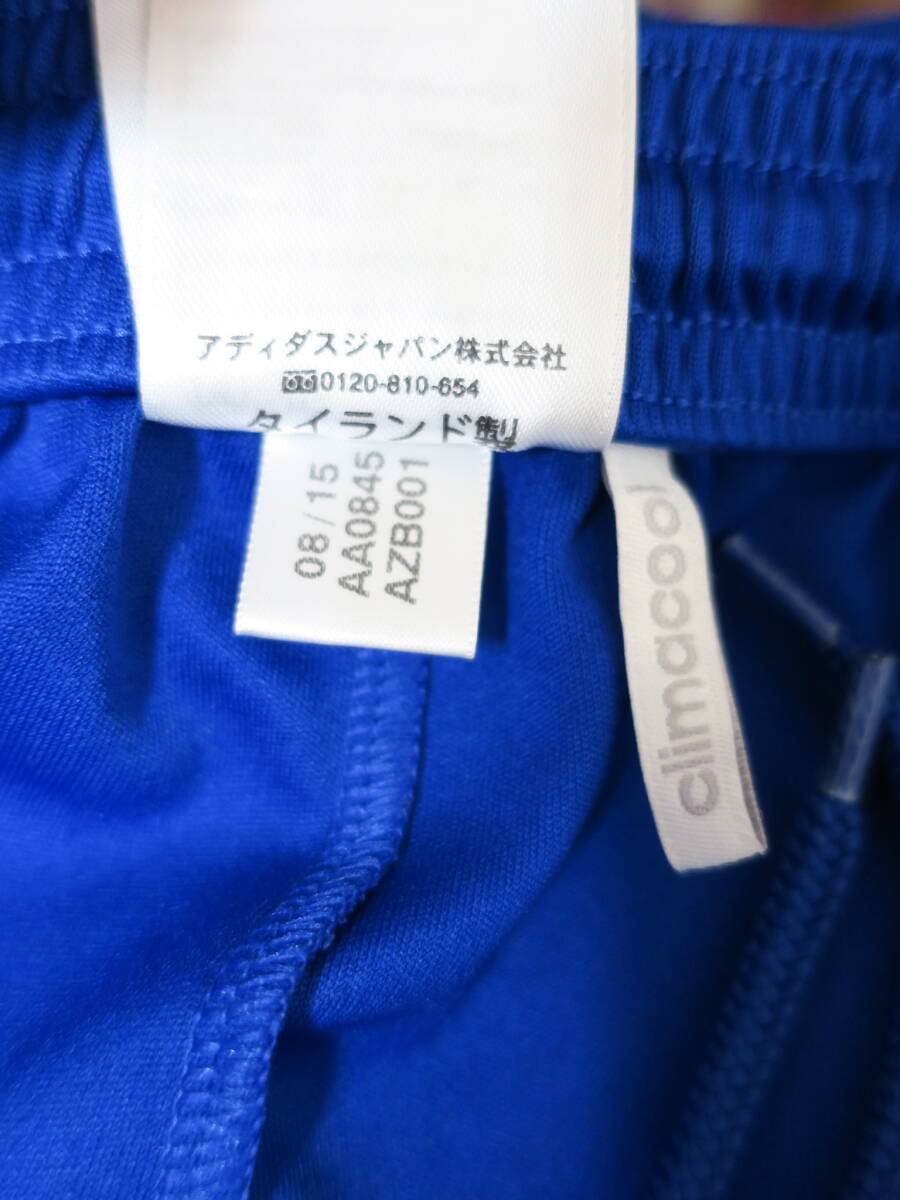 アディダスジャパン株式会社
0120-810-654
タイランド製
08/15
AA0845
AZB001
climacool